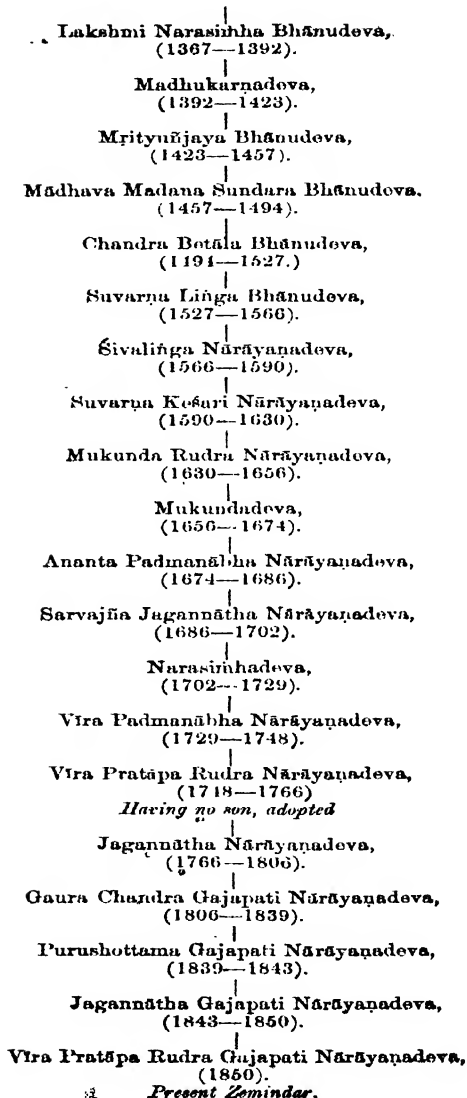 Lakshmi Narasiṁha Bhānudeva,
(1367—1392).
Madhukarṇadeva,
(1392—1423).
Mṛityuñjaya Bhānudeva,
(1423—1457).
Mādhava Madana Sundara Bhānudeva.
(1457—1494).
Chandra Betāla Bhānudeva,
(1494—1527.)
Suvarṇa Liṅga Bhānudeva,
(1527—1566).
Śivaliṅga Nārāyaṇadeva,
(1566—1590).
Suvarṇa Keśari Nārāyaṇadeva,
(1590—1630).
Mukunda Rudra Nārāyaṇadeva,
(1630—1656).
Mukundadeva,
(1656—1674).
Ananta Padmanābha Nārāyaṇadeva,
(1674—1686).
Sarvajña Jagannātha Nārāyaṇadeva,
(1686—1702).
Narasiṁhadeva,
(1702—1729).
Vīra Padmanābha Nārāyaṇadeva,
(1729—1748).
Vīra Pratāpa Rudra Nārāyaṇadeva,
(1748—1766)
Having no son, adopted
Jagannātha Nārāyaṇadeva,
(1766—1806).
Gaura Chandra Gajapati Nārāyaṇadeva,
(1806—1839).
Purushottama Gajapati Nārāyaṇadeva,
(1839—1843).
Jagannātha Gajapati Nārāyaṇadeva,
(1843—1850).
Vīra Pratāpa Rudra Gajapati Nārāyaṇadeva,
(1850).
Present Zemindar.